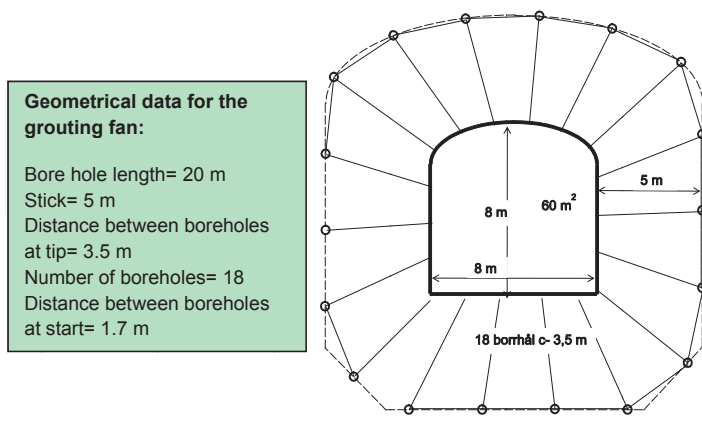 Geometrical data for the
grouting fan:
Bore hole length= 20 m
Stick= 5 m
Distance between boreholes
at tip= 3.5 m
Number of boreholes= 18
Distance between boreholes
at start= 1.7 m
5 m
8 m
60 m²
8 m
18 borrhål c- 3,5 m